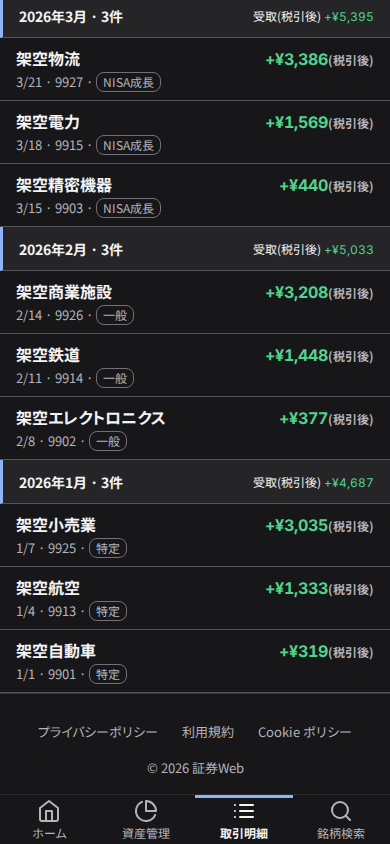 2026年3月・3件 受取(税引後) +¥5,395
架空物流 +¥3,386(税引後)
3/21・9927・NISA成長
架空電力 +¥1,569(税引後)
3/18・9915・NISA成長
架空精密機器 +¥440(税引後)
3/15・9903・NISA成長
2026年2月・3件 受取(税引後) +¥5,033
架空商業施設 +¥3,208(税引後)
2/14・9926・一般
架空鉄道 +¥1,448(税引後)
2/11・9914・一般
架空エレクトロニクス +¥377(税引後)
2/8・9902・一般
2026年1月・3件 受取(税引後) +¥4,687
架空小売業 +¥3,035(税引後)
1/7・9925・特定
架空航空 +¥1,333(税引後)
1/4・9913・特定
架空自動車 +¥319(税引後)
1/1・9901・特定
プライバシーポリシー 利用規約 Cookie ポリシー
© 2026 証券Web
ホーム 資産管理 取引明細 銘柄検索